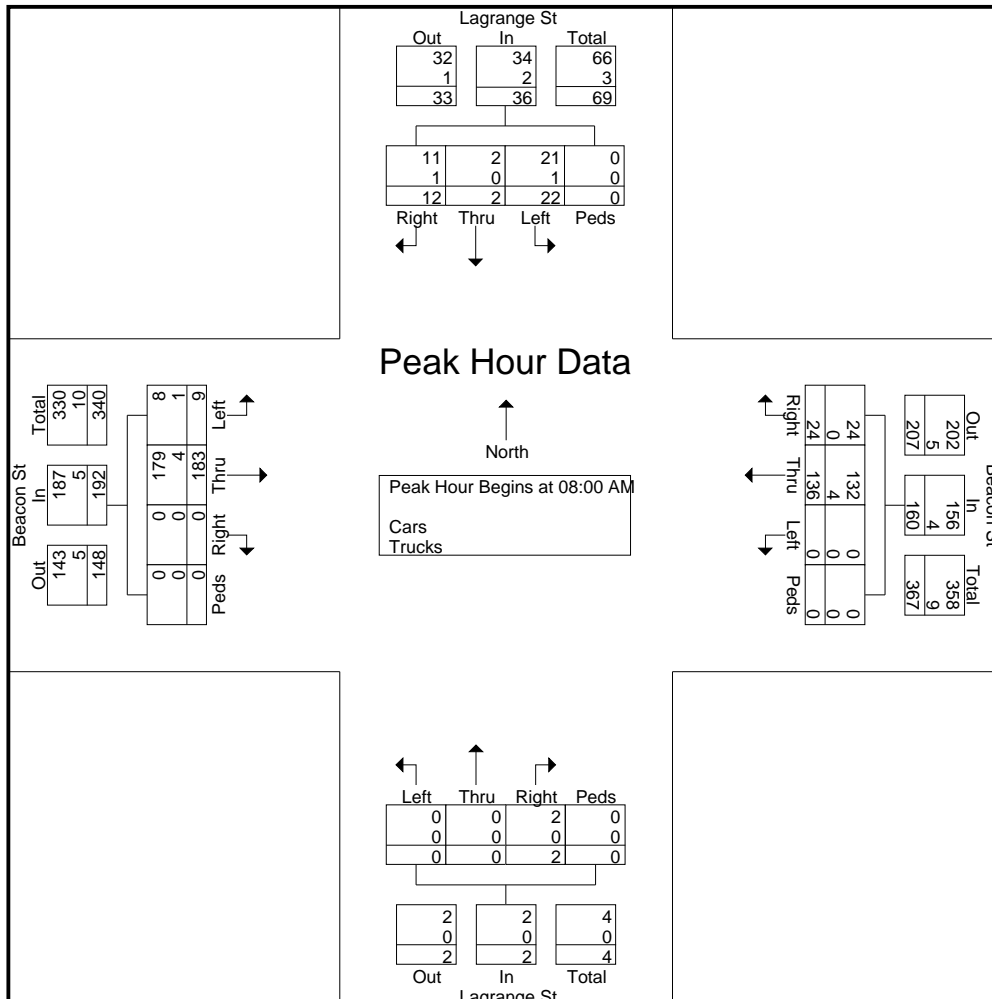 Lagrange St
Out In Total
32 34 66
1 2 3
33 36 69
11 2 21 0
1 0 1 0
12 2 22 0
Right Thru Left Peds
Peak Hour Data
North
Peak Hour Begins at 08:00 AM
Cars
Trucks
Beacon St
Total In Out
330 187 143
10 5 5
340 192 148
8 179 0 0
1 4 0 0
9 183 0 0
Left Thru Right Peds
Right Thru Left Peds
24 136 0 0
0 4 0 0
24 132 0 0
207 160 367
5 4 9
202 156 358
Out In Total
Beacon St
Left Thru Right Peds
0 0 2 0
0 0 0 0
0 0 2 0
2 2 4
0 0 0
2 2 4
Out In Total
Lagrange St